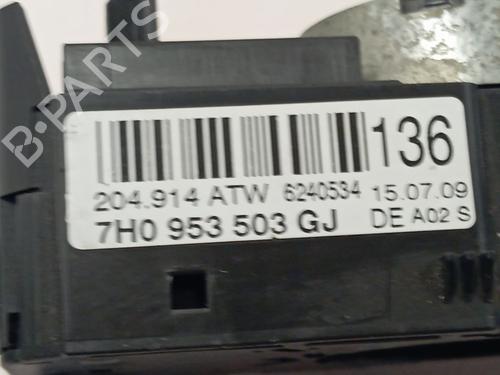 B-PARTS
136
204.914 ATW 6240534 15.07.09
7H0 953 503 GJ DE A02 S